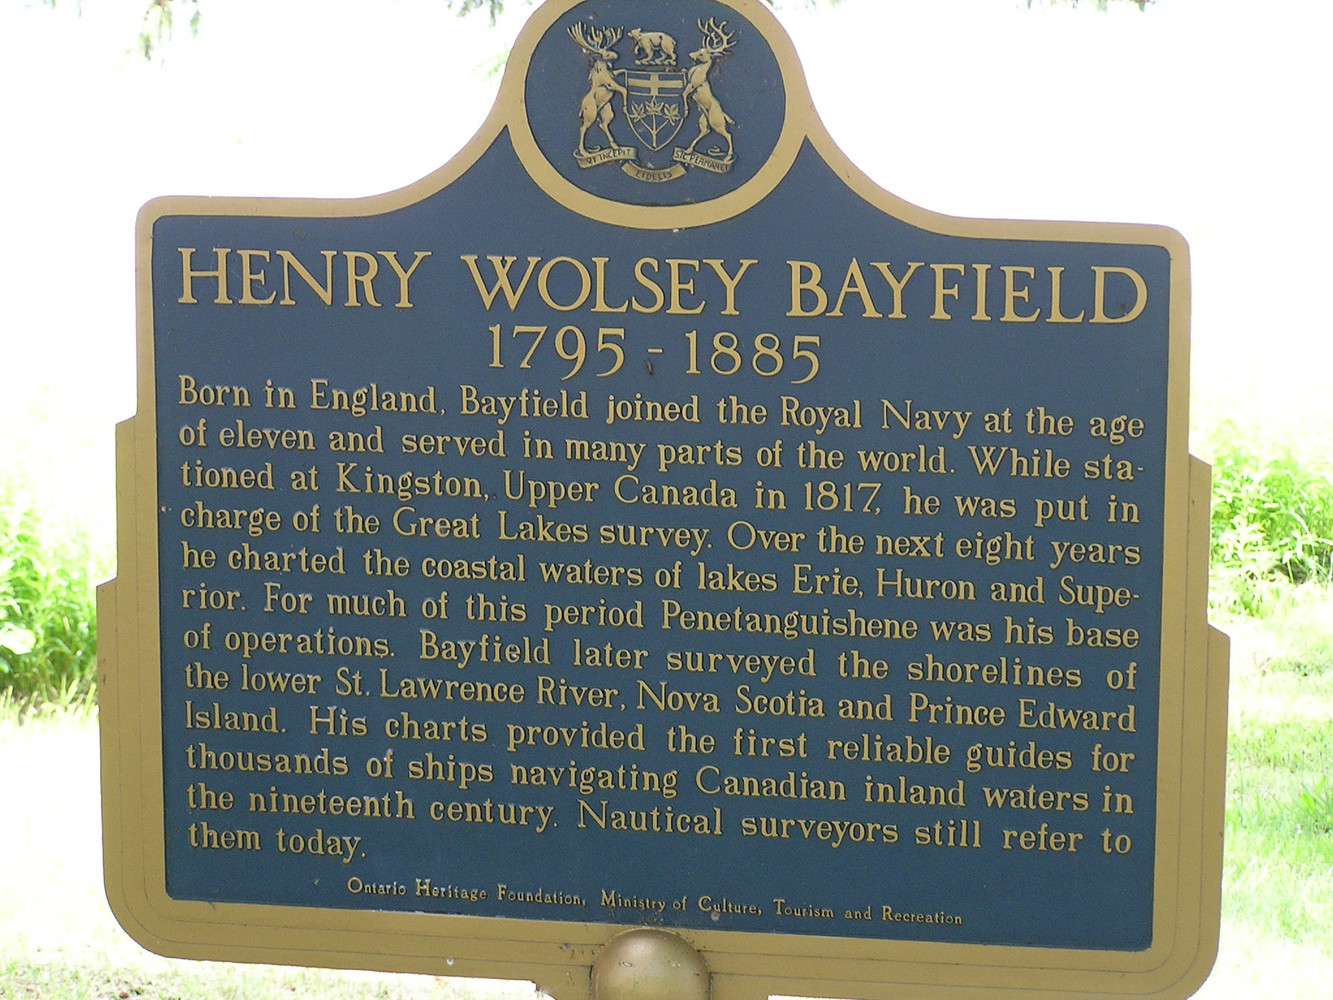 UT INCEPIT
FIDELIS
SIC PERMANET
HENRY WOLSEY BAYFIELD
1795 - 1885
Born in England, Bayfield joined the Royal Navy at the age
of eleven and served in many parts of the world. While sta-
tioned at Kingston, Upper Canada in 1817, he was put in
charge of the Great Lakes survey. Over the next eight years
he charted the coastal waters of lakes Erie, Huron and Supe-
rior. For much of this period Penetanguishene was his base
of operations. Bayfield later surveyed the shorelines of
the lower St. Lawrence River, Nova Scotia and Prince Edward
Island. His charts provided the first reliable guides for
thousands of ships navigating Canadian inland waters in
the nineteenth century. Nautical surveyors still refer to
them today.
Ontario Heritage Foundation, Ministry of Culture, Tourism and Recreation